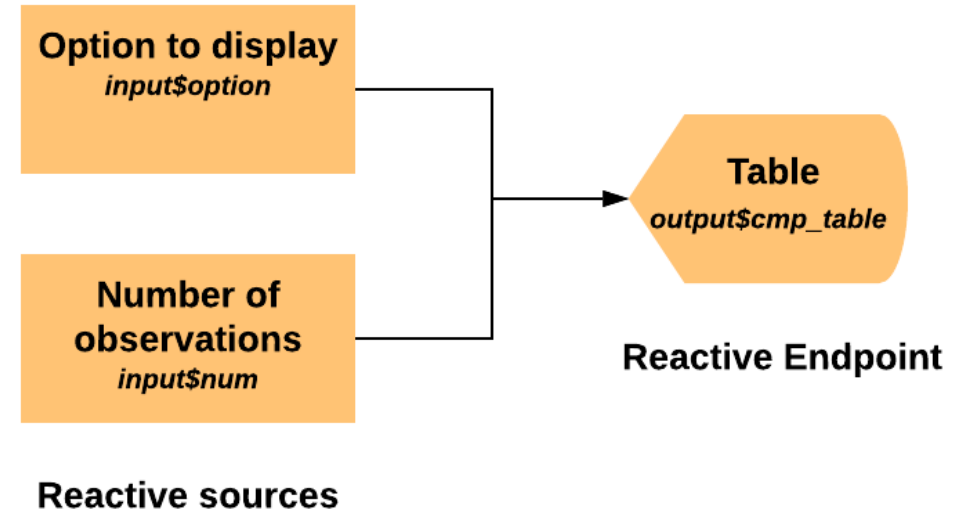 Option to display
input$option
Number of
observations
input$num
Reactive sources
Table
output$cmp_table
Reactive Endpoint